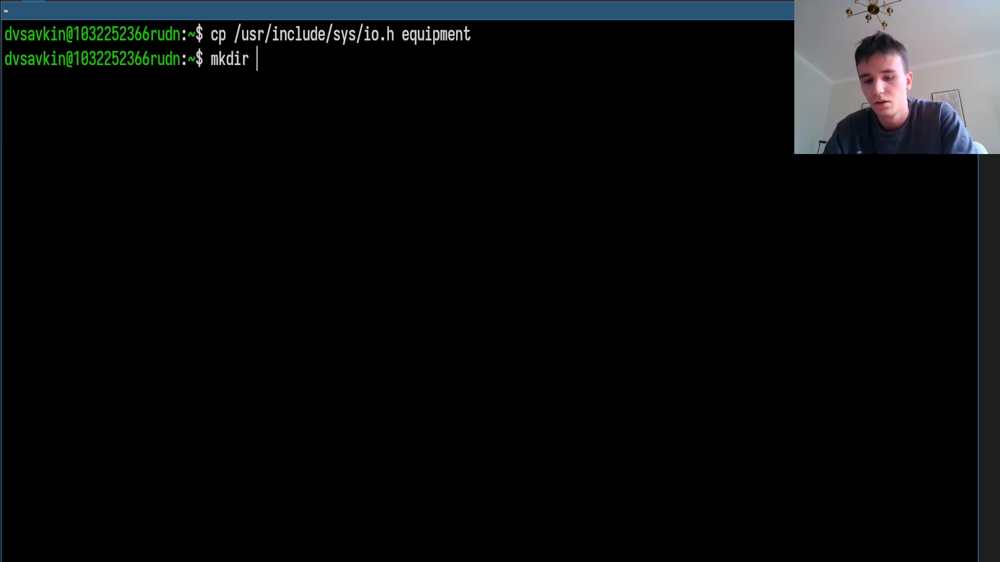 ~
dvsavkin@1032252366rudn:~$ cp /usr/include/sys/io.h equipment
dvsavkin@1032252366rudn:~$ mkdir